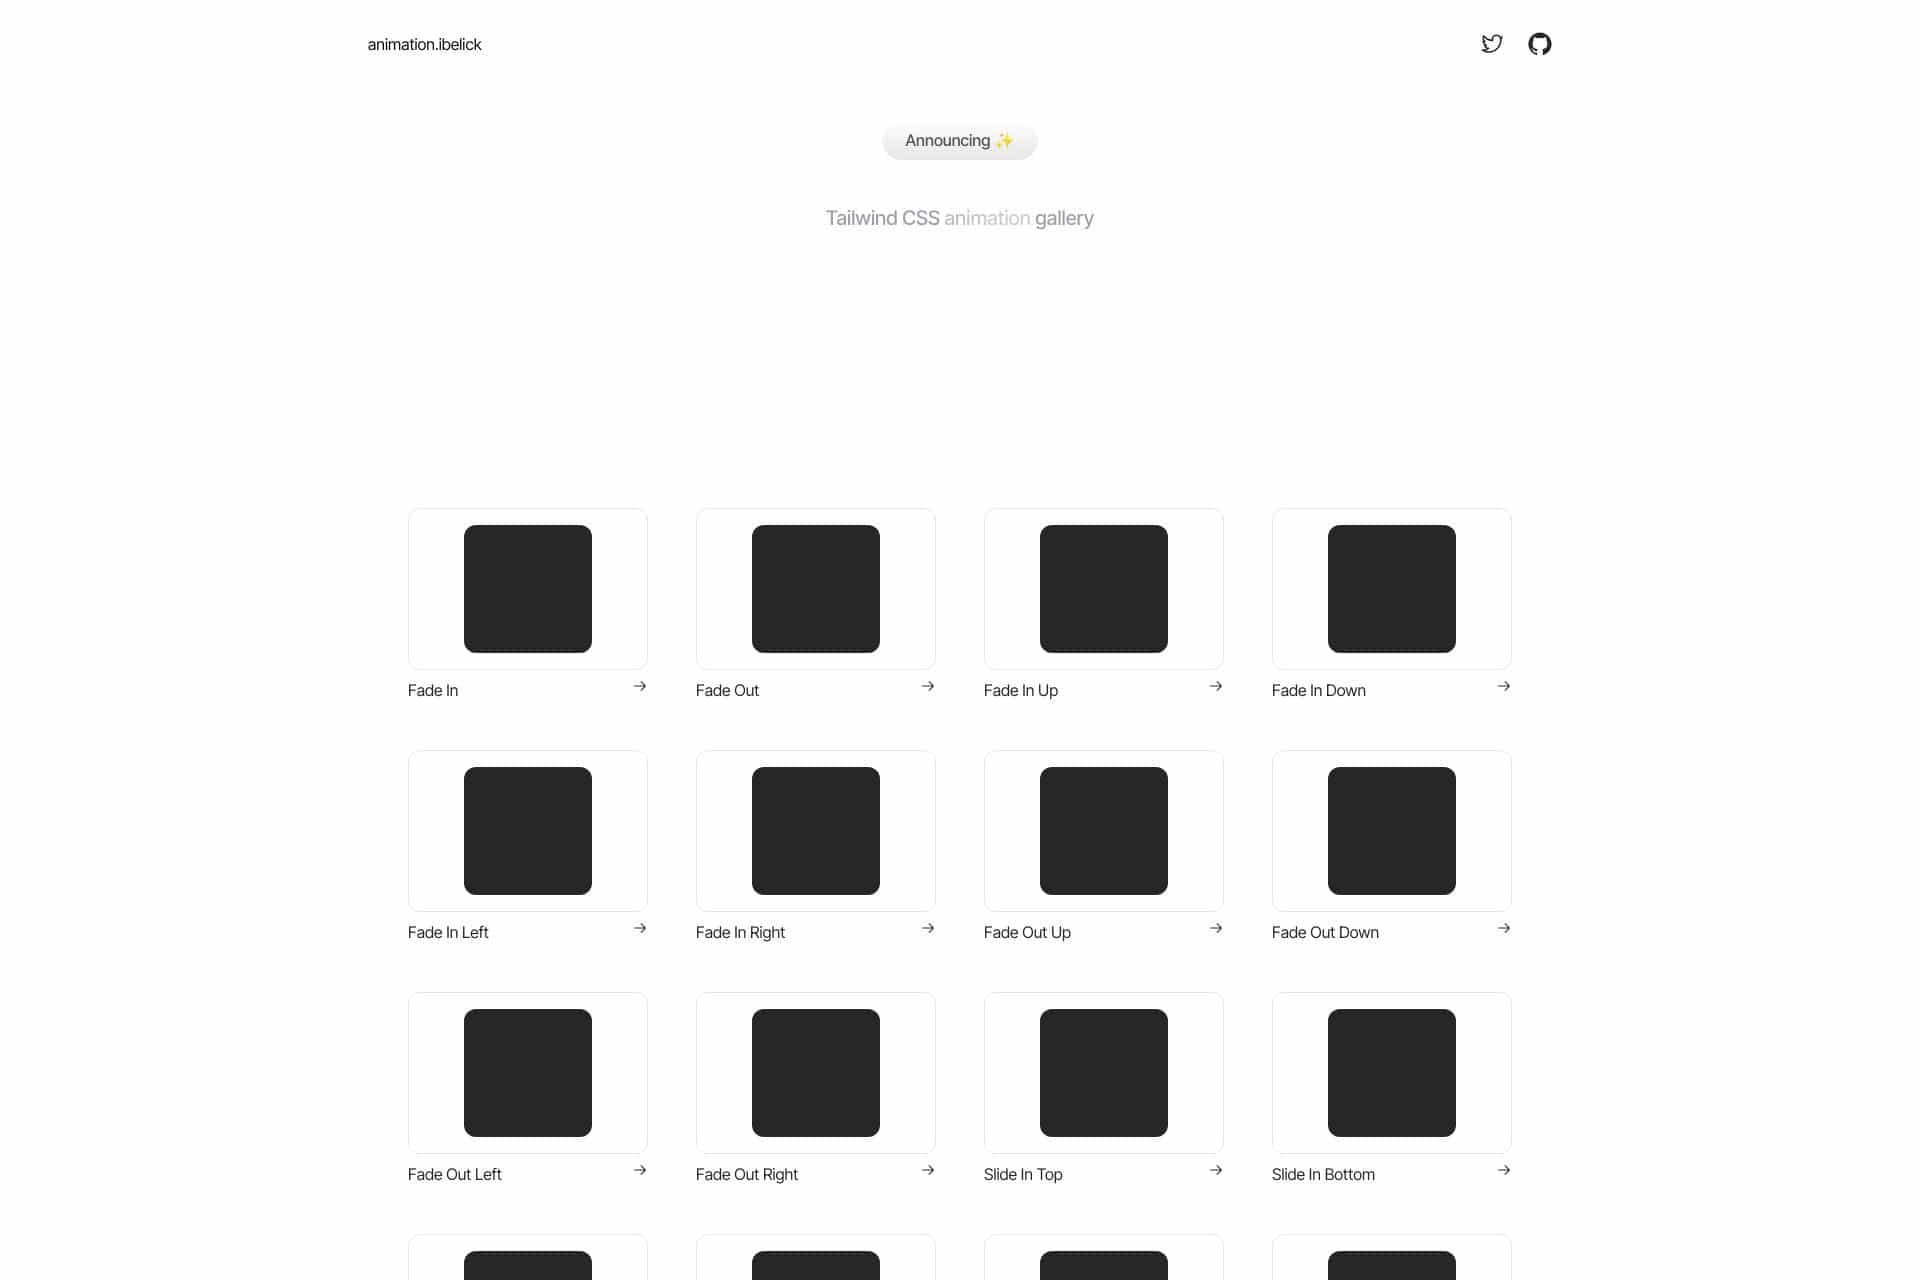 animation.ibelick
Announcing ✨
Tailwind CSS animation gallery
Fade In
Fade Out
Fade In Up
Fade In Down
Fade In Left
Fade In Right
Fade Out Up
Fade Out Down
Fade Out Left
Fade Out Right
Slide In Top
Slide In Bottom